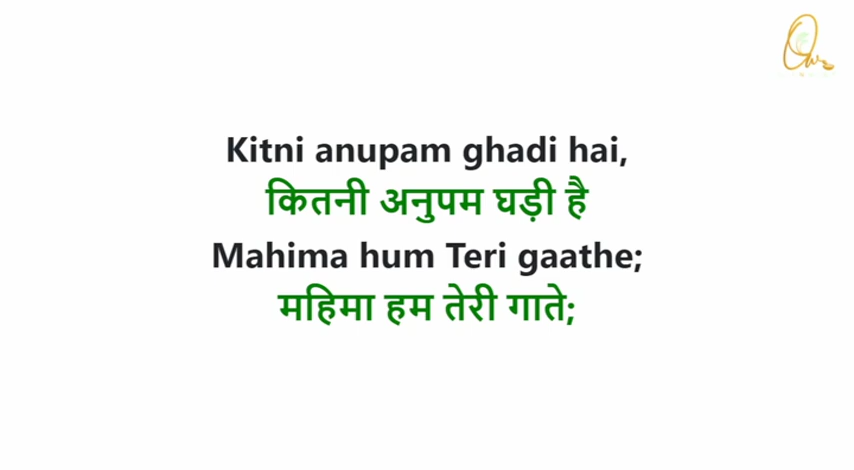 Kitni anupam ghadi hai,
कितनी अनुपम घड़ी है
Mahima hum Teri gaathe;
महिमा हम तेरी गाते;